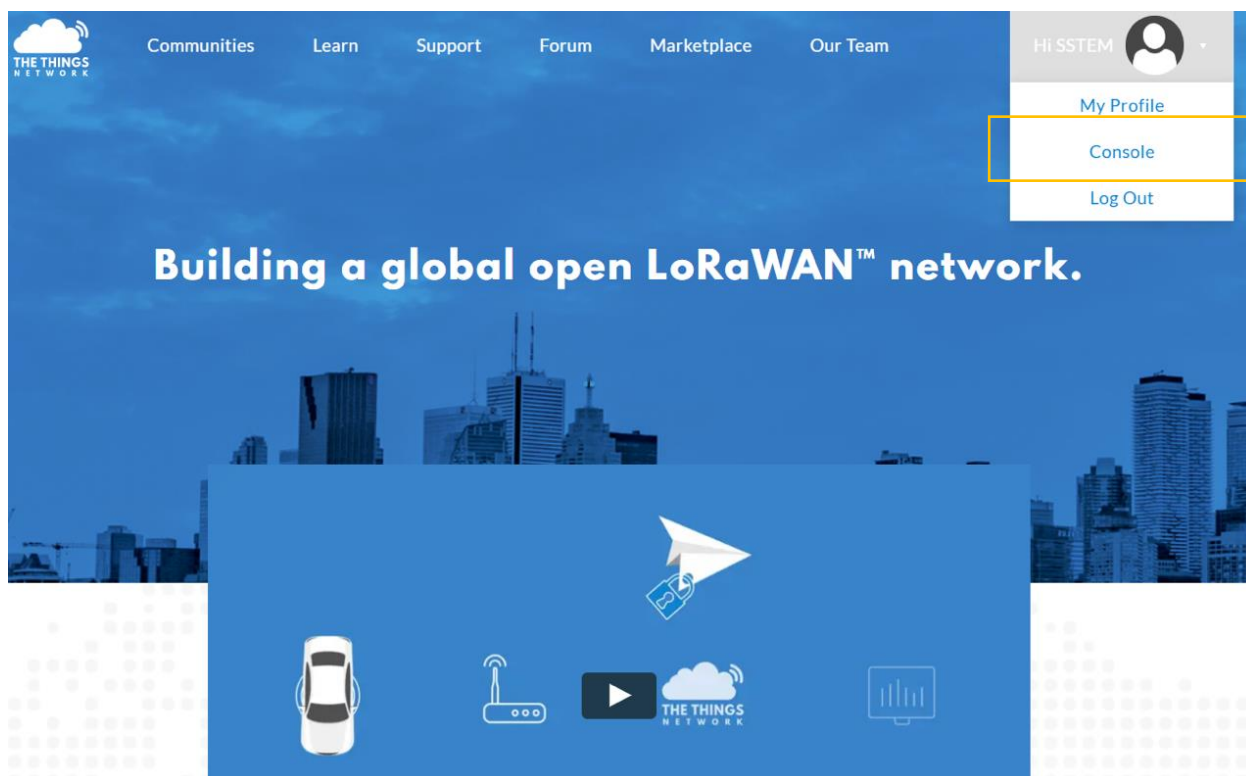 THE THINGS
NETWORK
Communities
Learn
Support
Forum
Marketplace
Our Team
Hi SSTEM
My Profile
Console
Log Out
Building a global open LoRaWAN™ network.
THE THINGS
NETWORK